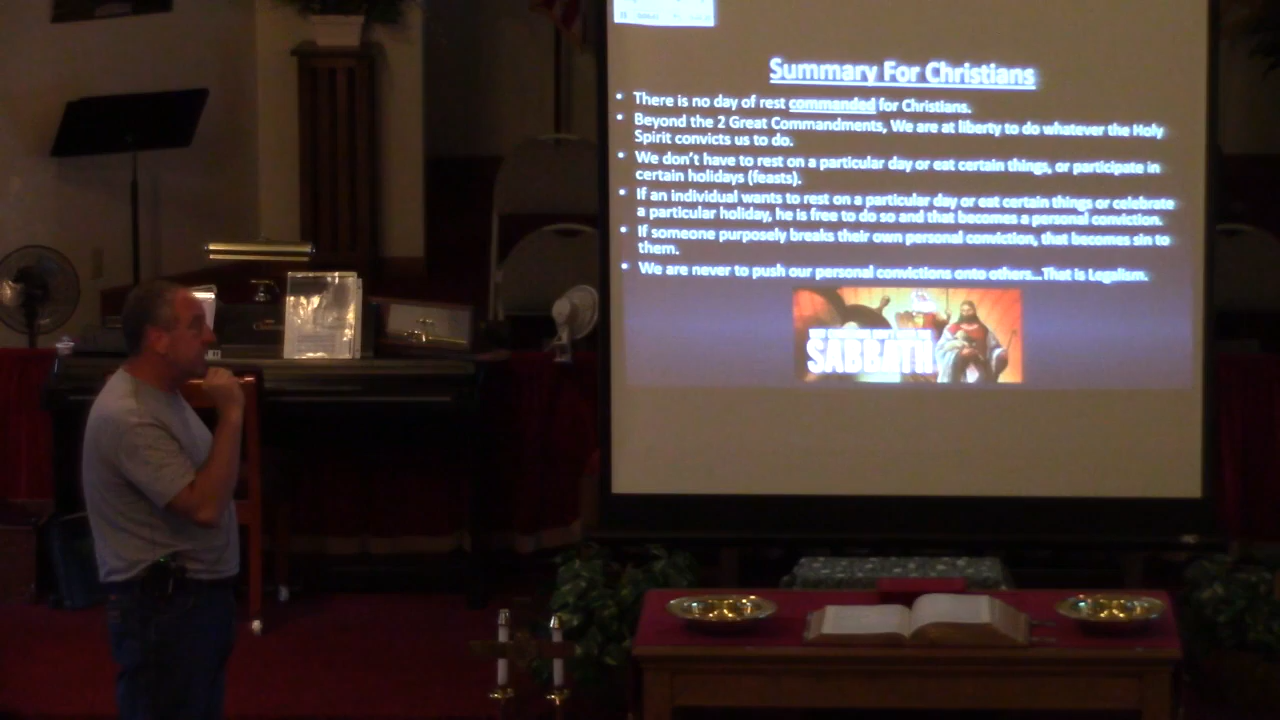 Summary For Christians
• There is no day of rest commanded for Christians.
• Beyond the 2 Great Commandments, We are at liberty to do whatever the Holy
Spirit convicts us to do.
• We don't have to rest on a particular day or eat certain things, or participate in
certain holidays (feasts).
• If an individual wants to rest on a particular day or eat certain things or celebrate
a particular holiday, he is free to do so and that becomes a personal conviction.
• If someone purposely breaks their own personal conviction, that becomes sin to
them.
• We are never to push our personal convictions onto others...That is Legalism.
SABBATH